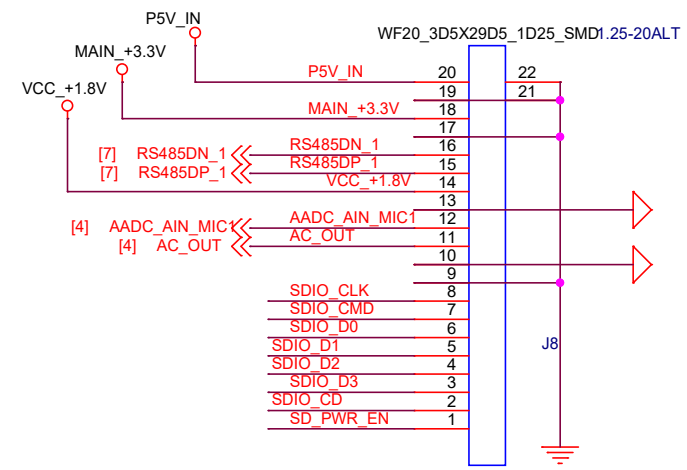 P5V_IN
WF20_3D5X29D5_1D25_SMD1.25-20ALT
MAIN_+3.3V
VCC_+1.8V
P5V_IN 20 22
19 21
MAIN_+3.3V 18
17
RS485DN_1 16
[7] RS485DN_1
RS485DP_1 15
[7] RS485DP_1
VCC_+1.8V 14
13
AADC_AIN_MIC1 12
[4] AADC_AIN_MIC1
AC_OUT 11
[4] AC_OUT
10
9
SDIO_CLK 8
SDIO_CMD 7
SDIO_D0 6
SDIO_D1 5
J8
SDIO_D2 4
SDIO_D3 3
SDIO_CD 2
SD_PWR_EN 1